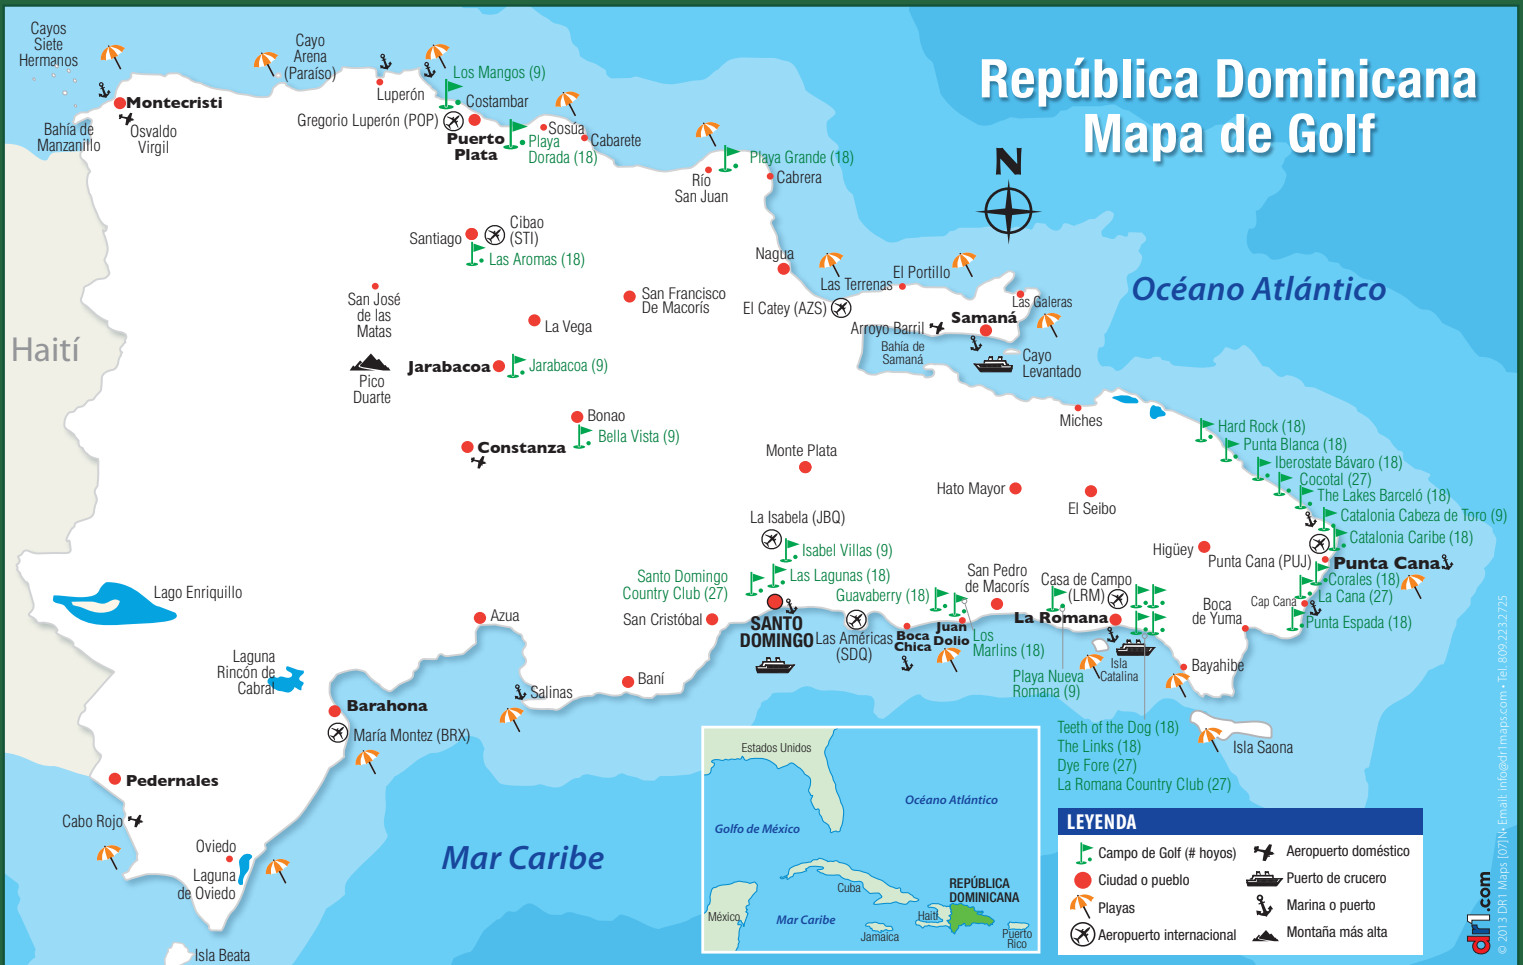 República Dominicana
Mapa de Golf
N
Cayos
Siete
Hermanos
Cayo
Arena
(Paraíso)
Luperón
Los Mangos (9)
Costambar
Montecristi
Bahía de
Manzanillo
Osvaldo
Virgil
Gregorio Luperón (POP)
Puerto
Plata
Playa
Dorada (18)
Sosúa
Cabarete
Playa Grande (18)
Río
San Juan
Cabrera
Santiago
Cibao
(STI)
Las Aromas (18)
Nagua
El Portillo
Las Terrenas
Las Galeras
El Catey (AZS)
Samaná
Arroyo Barril
Bahía de
Samaná
Cayo
Levantado
Océano Atlántico
San José
de las
Matas
San Francisco
De Macorís
La Vega
Haití
Pico
Duarte
Jarabacoa
Jarabacoa (9)
Bonao
Bella Vista (9)
Constanza
Miches
Monte Plata
Hato Mayor
El Seibo
Hard Rock (18)
Punta Blanca (18)
Iberostate Bávaro (18)
Cocotal (27)
The Lakes Barceló (18)
Catalonia Cabeza de Toro (9)
Catalonia Caribe (18)
Higüey
Punta Cana (PUJ)
Punta Cana
Corales (18)
La Cana (27)
Cap Cana
Punta Espada (18)
Boca
de Yuma
Bayahibe
La Isabela (JBQ)
Isabel Villas (9)
Las Lagunas (18)
Santo Domingo
Country Club (27)
San Cristóbal
SANTO
DOMINGO
Guavaberry (18)
Las Américas
(SDQ)
Boca
Chica
Juan
Dolio
Los
Marlins (18)
San Pedro
de Macorís
Casa de Campo
(LRM)
La Romana
Isla
Catalina
Playa Nueva
Romana (9)
Teeth of the Dog (18)
The Links (18)
Dye Fore (27)
La Romana Country Club (27)
Isla Saona
Lago Enriquillo
Azua
Laguna
Rincón de
Cabral
Baní
Salinas
Barahona
María Montez (BRX)
Pedernales
Cabo Rojo
Oviedo
Laguna
de Oviedo
Isla Beata
Mar Caribe
Estados Unidos
Océano Atlántico
Golfo de México
Cuba
México
Mar Caribe
Jamaica
Haití
REPÚBLICA
DOMINICANA
Puerto
Rico
LEYENDA
Campo de Golf (# hoyos)
Ciudad o pueblo
Playas
Aeropuerto internacional
Aeropuerto doméstico
Puerto de crucero
Marina o puerto
Montaña más alta
dr1.com
© 2013 DR1 Maps [07]N• Email: info@dr1maps.com • Tel. 809.223.2725